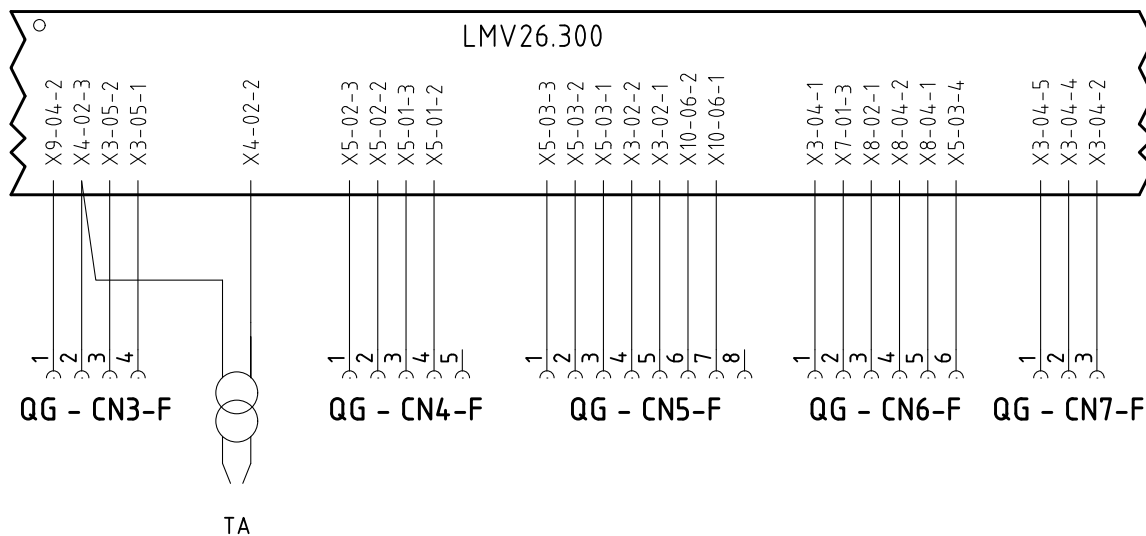 LMV26.300
X9-04-2
X4-02-3
X3-05-2
X3-05-1
X4-02-2
X5-02-3
X5-02-2
X5-01-3
X5-01-2
X5-03-3
X5-03-2
X5-03-1
X3-02-2
X3-02-1
X10-06-2
X10-06-1
X3-04-1
X7-01-3
X8-02-1
X8-04-2
X8-04-1
X5-03-4
X3-04-5
X3-04-4
X3-04-2
1 2 3 4
1 2 3 4 5
1 2 3 4 5 6 7 8
1 2 3 4 5 6
1 2 3
QG - CN3-F
QG - CN4-F
QG - CN5-F
QG - CN6-F
QG - CN7-F
TA